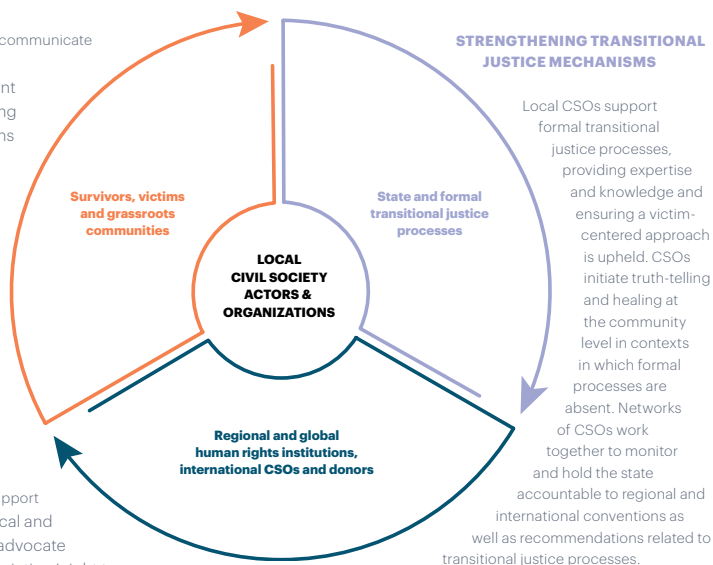 communicate
STRENGTHENING TRANSITIONAL
JUSTICE MECHANISMS
Local CSOs support
formal transitional
justice processes,
providing expertise
and knowledge and
ensuring a victim-
centered approach
is upheld. CSOs
initiate truth-telling
and healing at
the community
level in contexts
in which formal
processes are
absent. Networks
of CSOs work
together to monitor
and hold the state
accountable to regional and
international conventions as
well as recommendations related to
transitional justice processes.
Survivors, victims
and grassroots
communities
State and formal
transitional justice
processes
LOCAL
CIVIL SOCIETY
ACTORS &
ORGANIZATIONS
Regional and global
human rights institutions,
international CSOs and donors
and
advocate